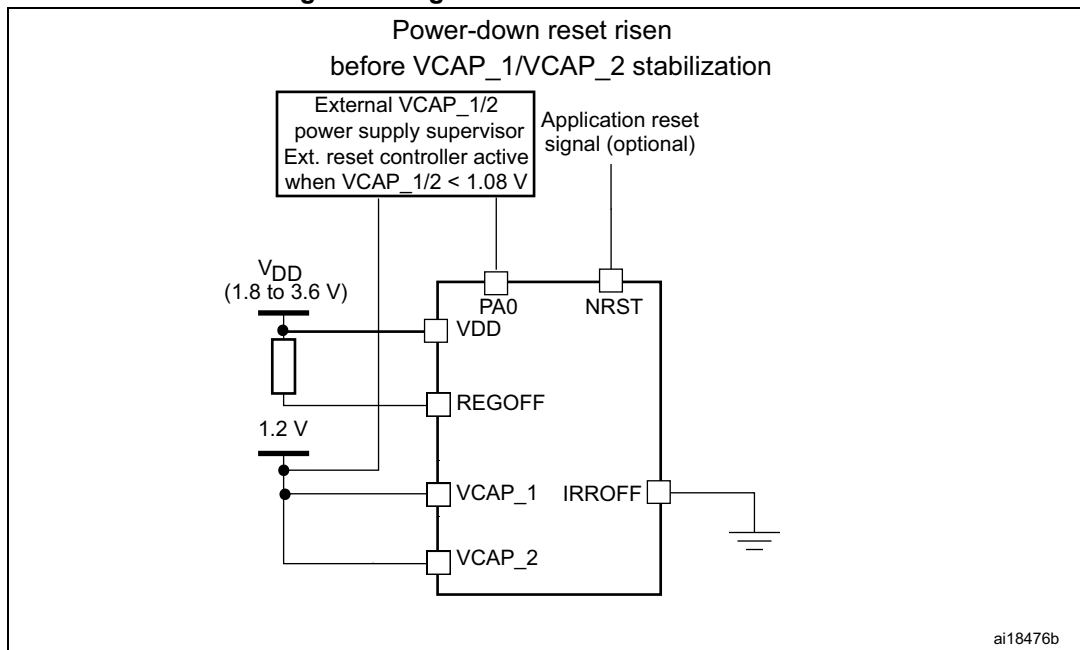 Power-down reset risen
before VCAP_1/VCAP_2 stabilization
External VCAP_1/2
power supply supervisor
Ext. reset controller active
when VCAP_1/2 < 1.08 V
Application reset
signal (optional)
VDD
(1.8 to 3.6 V)
PA0
NRST
VDD
REGOFF
1.2 V
VCAP_1
IRROFF
VCAP_2
ai18476b